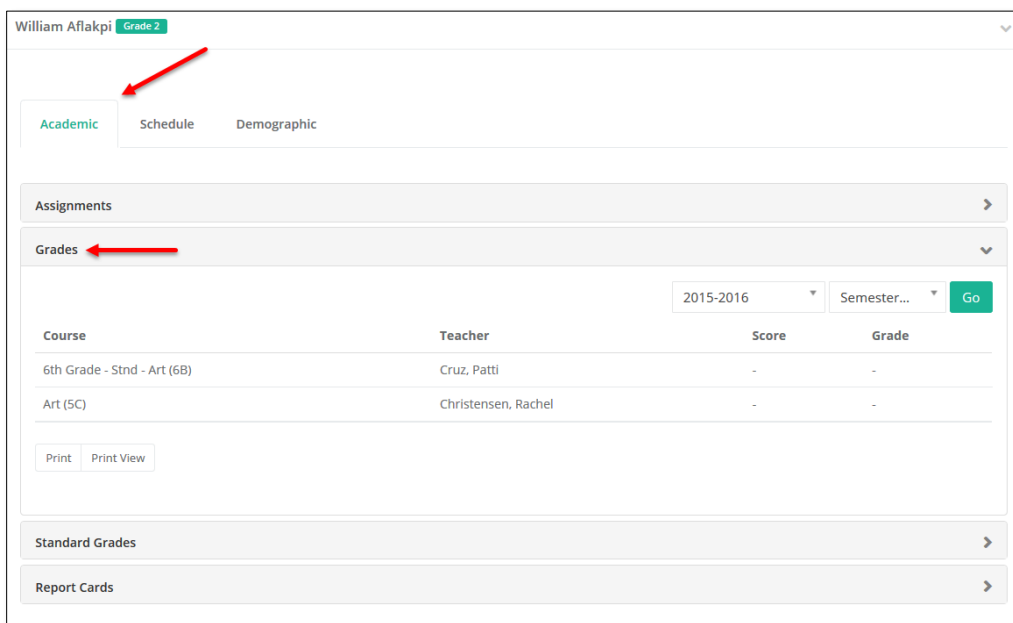 William Aflakpi Grade 2
Academic Schedule Demographic
Assignments
Grades
2015-2016 Semester... Go
Course Teacher Score Grade
6th Grade - Stnd - Art (6B) Cruz, Patti - -
Art (5C) Christensen, Rachel - -
Print Print View
Standard Grades
Report Cards